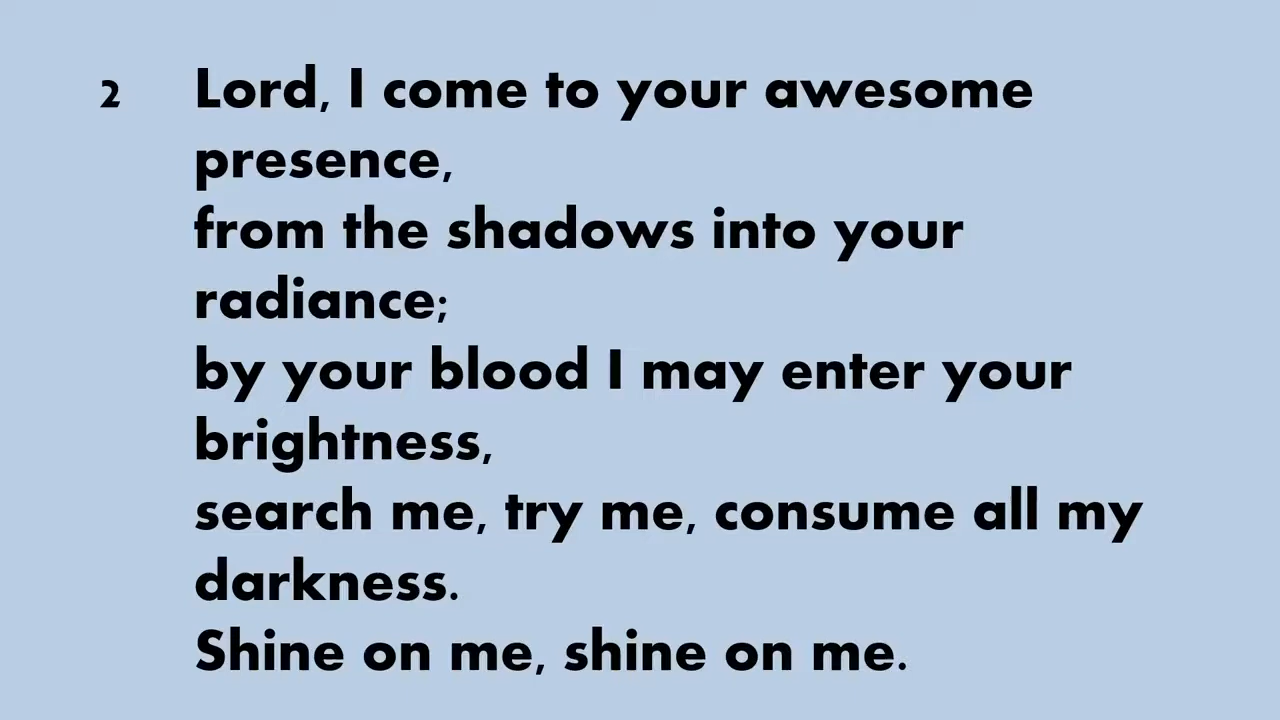 2 Lord, I come to your awesome
presence,
from the shadows into your
radiance;
by your blood I may enter your
brightness,
search me, try me, consume all my
darkness.
Shine on me, shine on me.